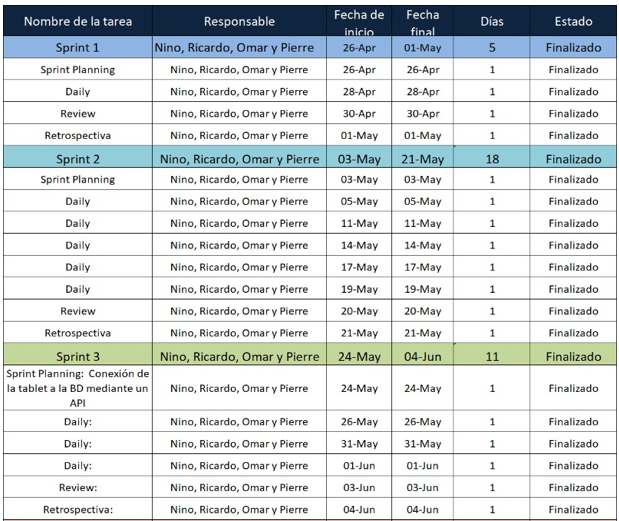 Nombre de la tarea Responsable Fecha de inicio Fecha final Días Estado
Sprint 1 Nino, Ricardo, Omar y Pierre 26-Apr 01-May 5 Finalizado
Sprint Planning Nino, Ricardo, Omar y Pierre 26-Apr 26-Apr 1 Finalizado
Daily Nino, Ricardo, Omar y Pierre 28-Apr 28-Apr 1 Finalizado
Review Nino, Ricardo, Omar y Pierre 30-Apr 30-Apr 1 Finalizado
Retrospectiva Nino, Ricardo, Omar y Pierre 01-May 01-May 1 Finalizado
Sprint 2 Nino, Ricardo, Omar y Pierre 03-May 21-May 18 Finalizado
Sprint Planning Nino, Ricardo, Omar y Pierre 03-May 03-May 1 Finalizado
Daily Nino, Ricardo, Omar y Pierre 05-May 05-May 1 Finalizado
Daily Nino, Ricardo, Omar y Pierre 11-May 11-May 1 Finalizado
Daily Nino, Ricardo, Omar y Pierre 14-May 14-May 1 Finalizado
Daily Nino, Ricardo, Omar y Pierre 17-May 17-May 1 Finalizado
Daily Nino, Ricardo, Omar y Pierre 19-May 19-May 1 Finalizado
Review Nino, Ricardo, Omar y Pierre 20-May 20-May 1 Finalizado
Retrospectiva Nino, Ricardo, Omar y Pierre 21-May 21-May 1 Finalizado
Sprint 3 Nino, Ricardo, Omar y Pierre 24-May 04-Jun 11 Finalizado
Sprint Planning: Conexión de
la tablet a la BD mediante un
API
Nino, Ricardo, Omar y Pierre 24-May 24-May 1 Finalizado
Daily: Nino, Ricardo, Omar y Pierre 26-May 26-May 1 Finalizado
Daily: Nino, Ricardo, Omar y Pierre 31-May 31-May 1 Finalizado
Daily: Nino, Ricardo, Omar y Pierre 01-Jun 01-Jun 1 Finalizado
Review: Nino, Ricardo, Omar y Pierre 03-Jun 03-Jun 1 Finalizado
Retrospectiva: Nino, Ricardo, Omar y Pierre 04-Jun 04-Jun 1 Finalizado